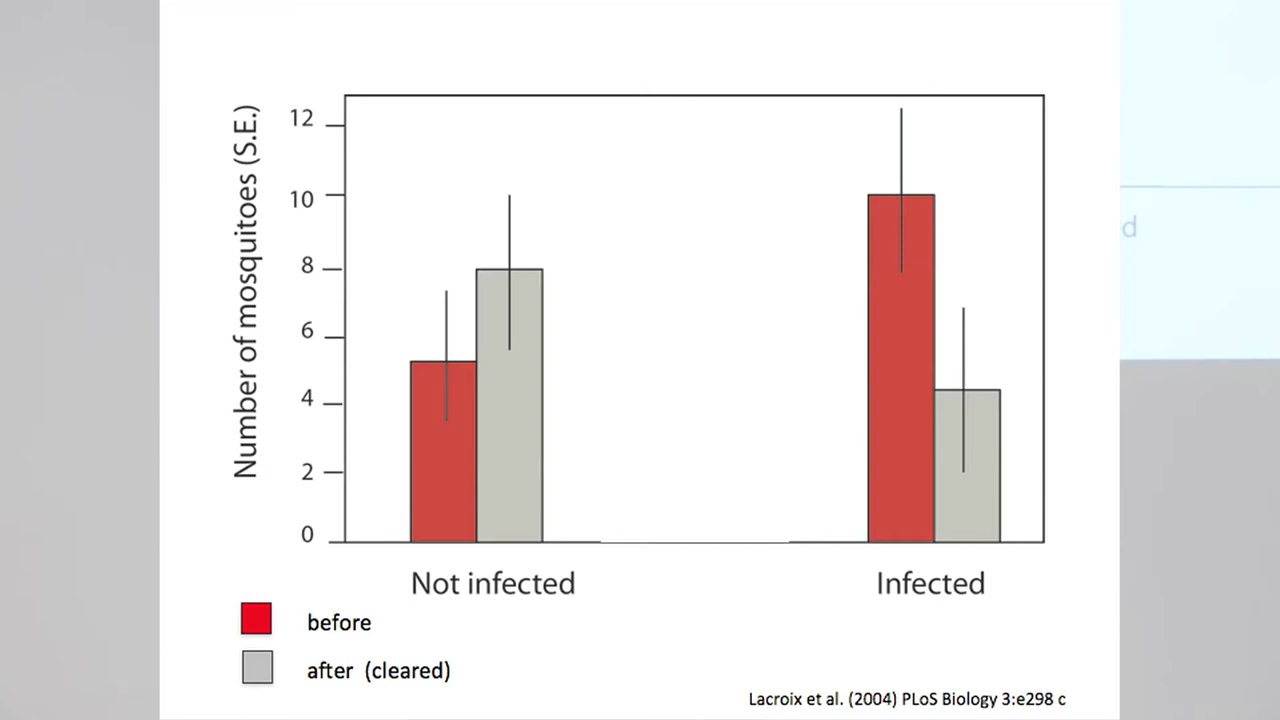 Number of mosquitoes (S.E.)
12
10
8
6
4
2
0
Not infected
Infected
before
after (cleared)
Lacroix et al. (2004) PLoS Biology 3:e298 c
d